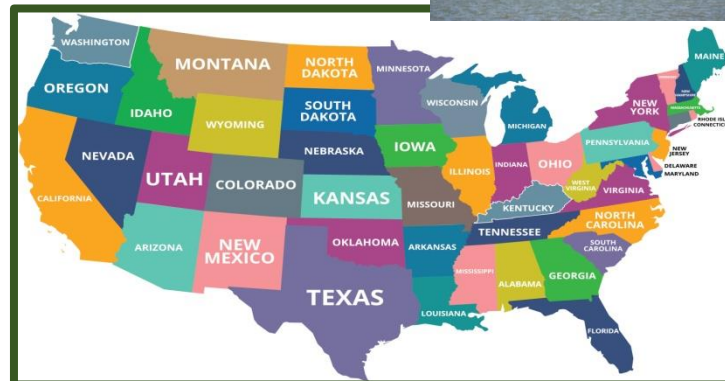 WASHINGTON
MONTANA
NORTH
DAKOTA
MINNESOTA
MAINE
OREGON
IDAHO
SOUTH
DAKOTA
WISCONSIN
MICHIGAN
NEW
YORK
WYOMING
RHODE ISL
CONNECTIC
NEBRASKA
IOWA
PENNSYLVANIA
NEW
JERSEY
NEVADA
UTAH
COLORADO
ILLINOIS
INDIANA
OHIO
DELAWARE
MARYLAND
CALIFORNIA
KANSAS
MISSOURI
WEST
VIRGINIA
VIRGINIA
KENTUCKY
ARIZONA
NEW
MEXICO
OKLAHOMA
ARKANSAS
TENNESSEE
NORTH
CAROLINA
SOUTH
CAROLINA
TEXAS
MISSISSIPPI
ALABAMA
GEORGIA
LOUISIANA
FLORIDA